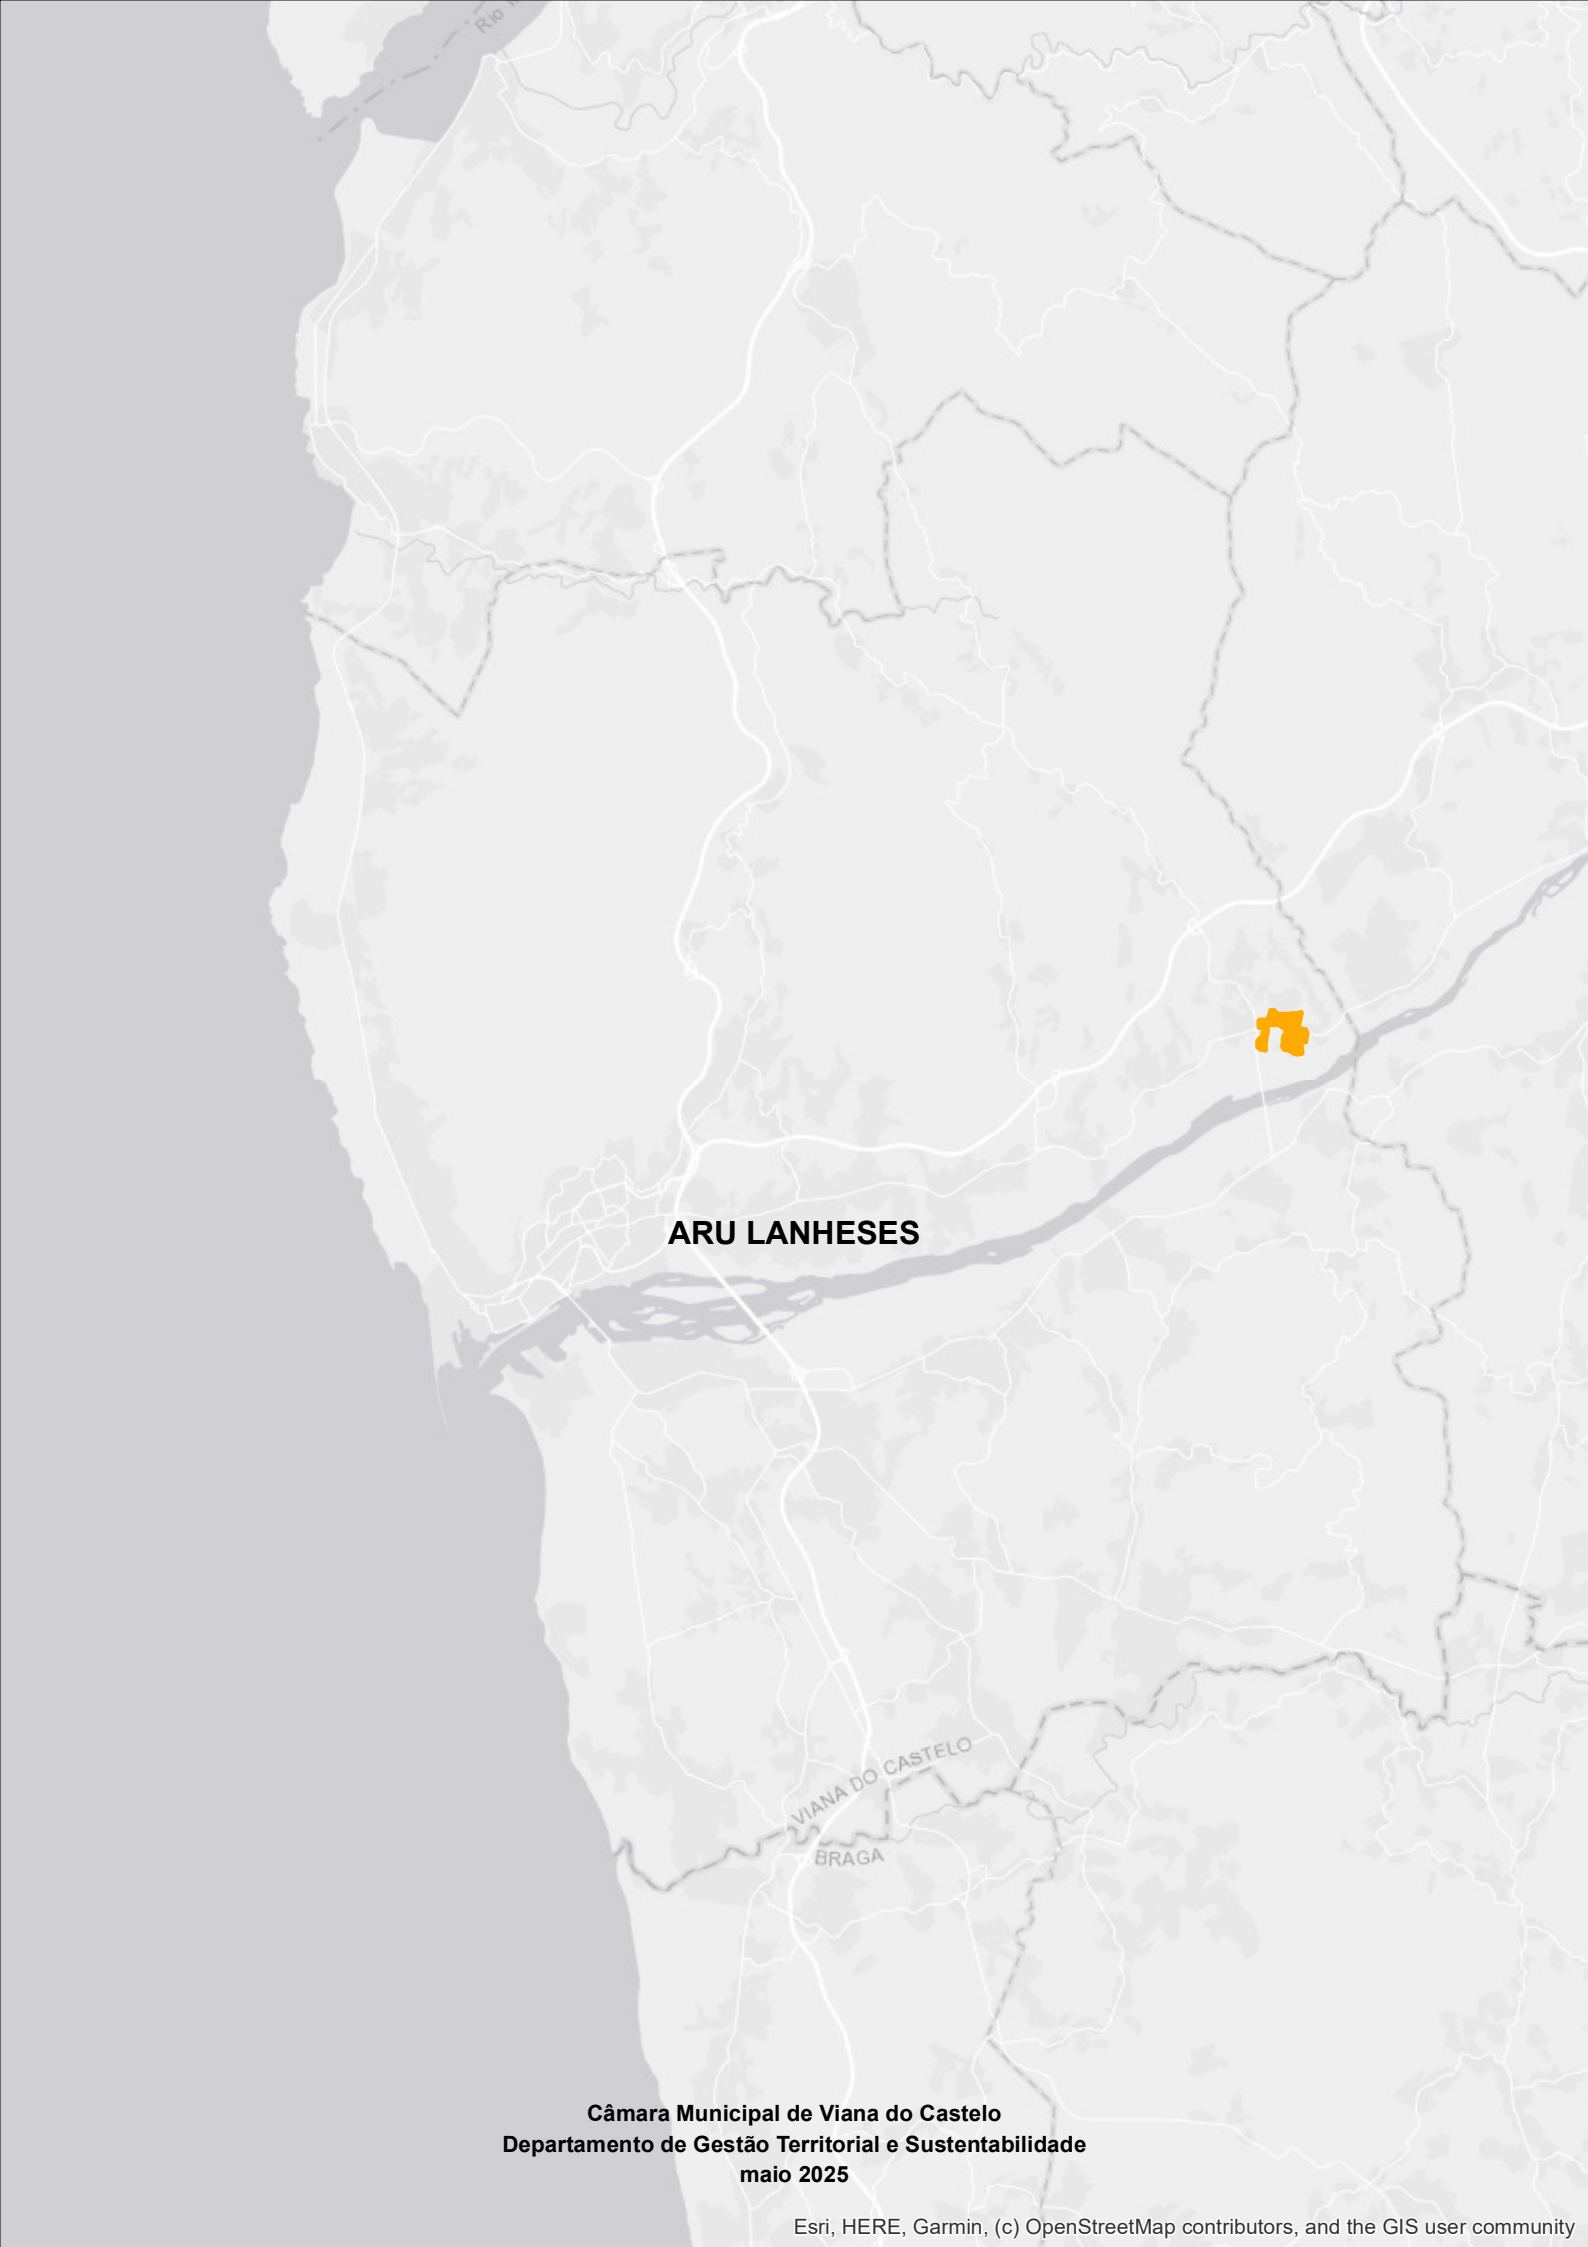 Rio
ARU LANHESES
VIANA DO CASTELO
BRAGA
Câmara Municipal de Viana do Castelo
Departamento de Gestão Territorial e Sustentabilidade
maio 2025
Esri, HERE, Garmin, (c) OpenStreetMap contributors, and the GIS user community